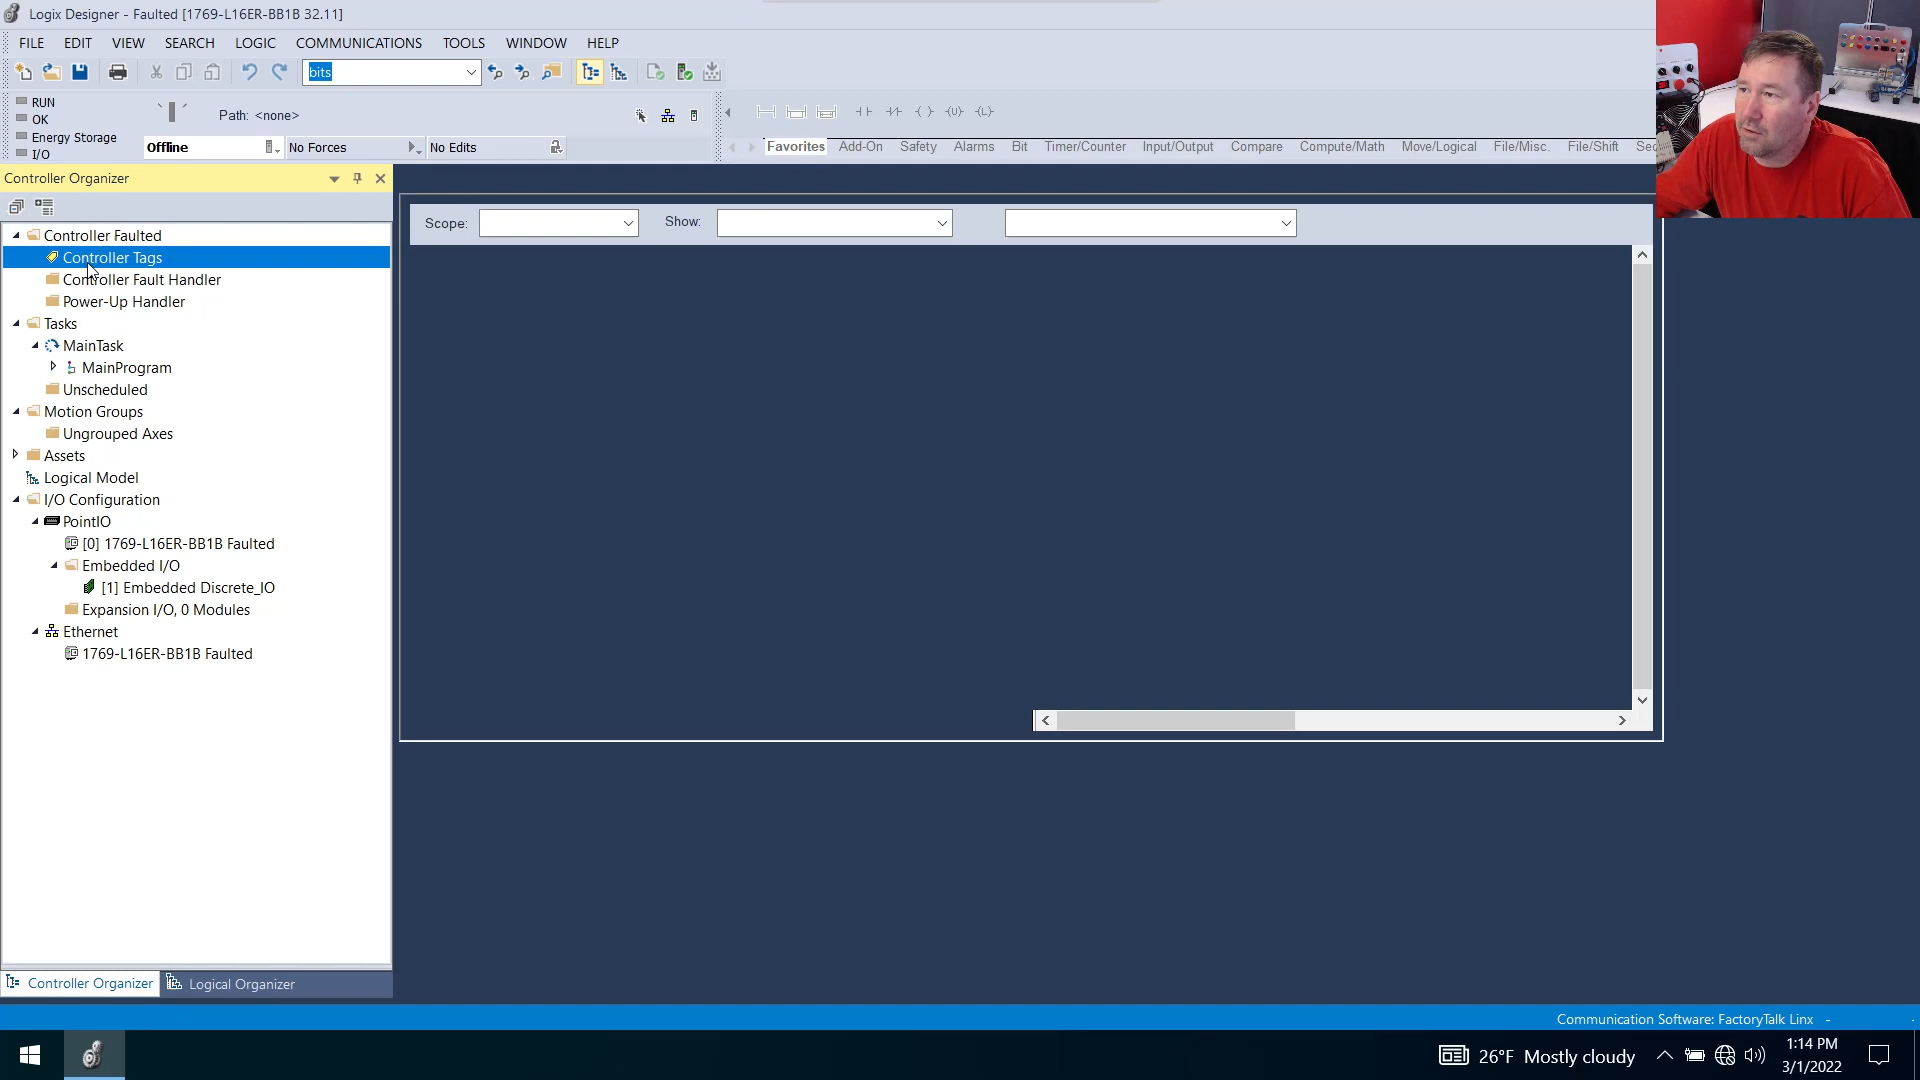 Logix Designer - Faulted [1769-L16ER-BB1B 32.11]
FILE EDIT VIEW SEARCH LOGIC COMMUNICATIONS TOOLS WINDOW HELP
bits
RUN
OK
Energy Storage
I/O
Path: <none>
Offline No Forces No Edits
Favorites Add-On Safety Alarms Bit Timer/Counter Input/Output Compare Compute/Math Move/Logical File/Misc. File/Shift
Controller Organizer
Scope: Show:
Controller Faulted
Controller Tags
Controller Fault Handler
Power-Up Handler
Tasks
MainTask
MainProgram
Unscheduled
Motion Groups
Ungrouped Axes
Assets
Logical Model
I/O Configuration
PointIO
[0] 1769-L16ER-BB1B Faulted
Embedded I/O
[1] Embedded Discrete_IO
Expansion I/O, 0 Modules
Ethernet
1769-L16ER-BB1B Faulted
Controller Organizer Logical Organizer
Communication Software: FactoryTalk Linx -
26°F Mostly cloudy
1:14 PM
3/1/2022